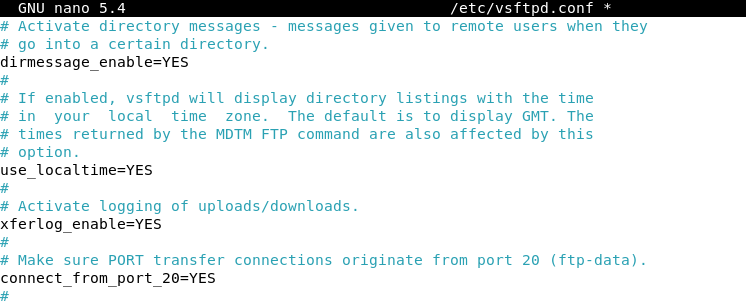 GNU nano 5.4 /etc/vsftpd.conf *
# Activate directory messages - messages given to remote users when they
# go into a certain directory.
dirmessage_enable=YES
#
# If enabled, vsftpd will display directory listings with the time
# in  your  local  time  zone.  The default is to display GMT. The
# times returned by the MDTM FTP command are also affected by this
# option.
use_localtime=YES
#
# Activate logging of uploads/downloads.
xferlog_enable=YES
#
# Make sure PORT transfer connections originate from port 20 (ftp-data).
connect_from_port_20=YES
#